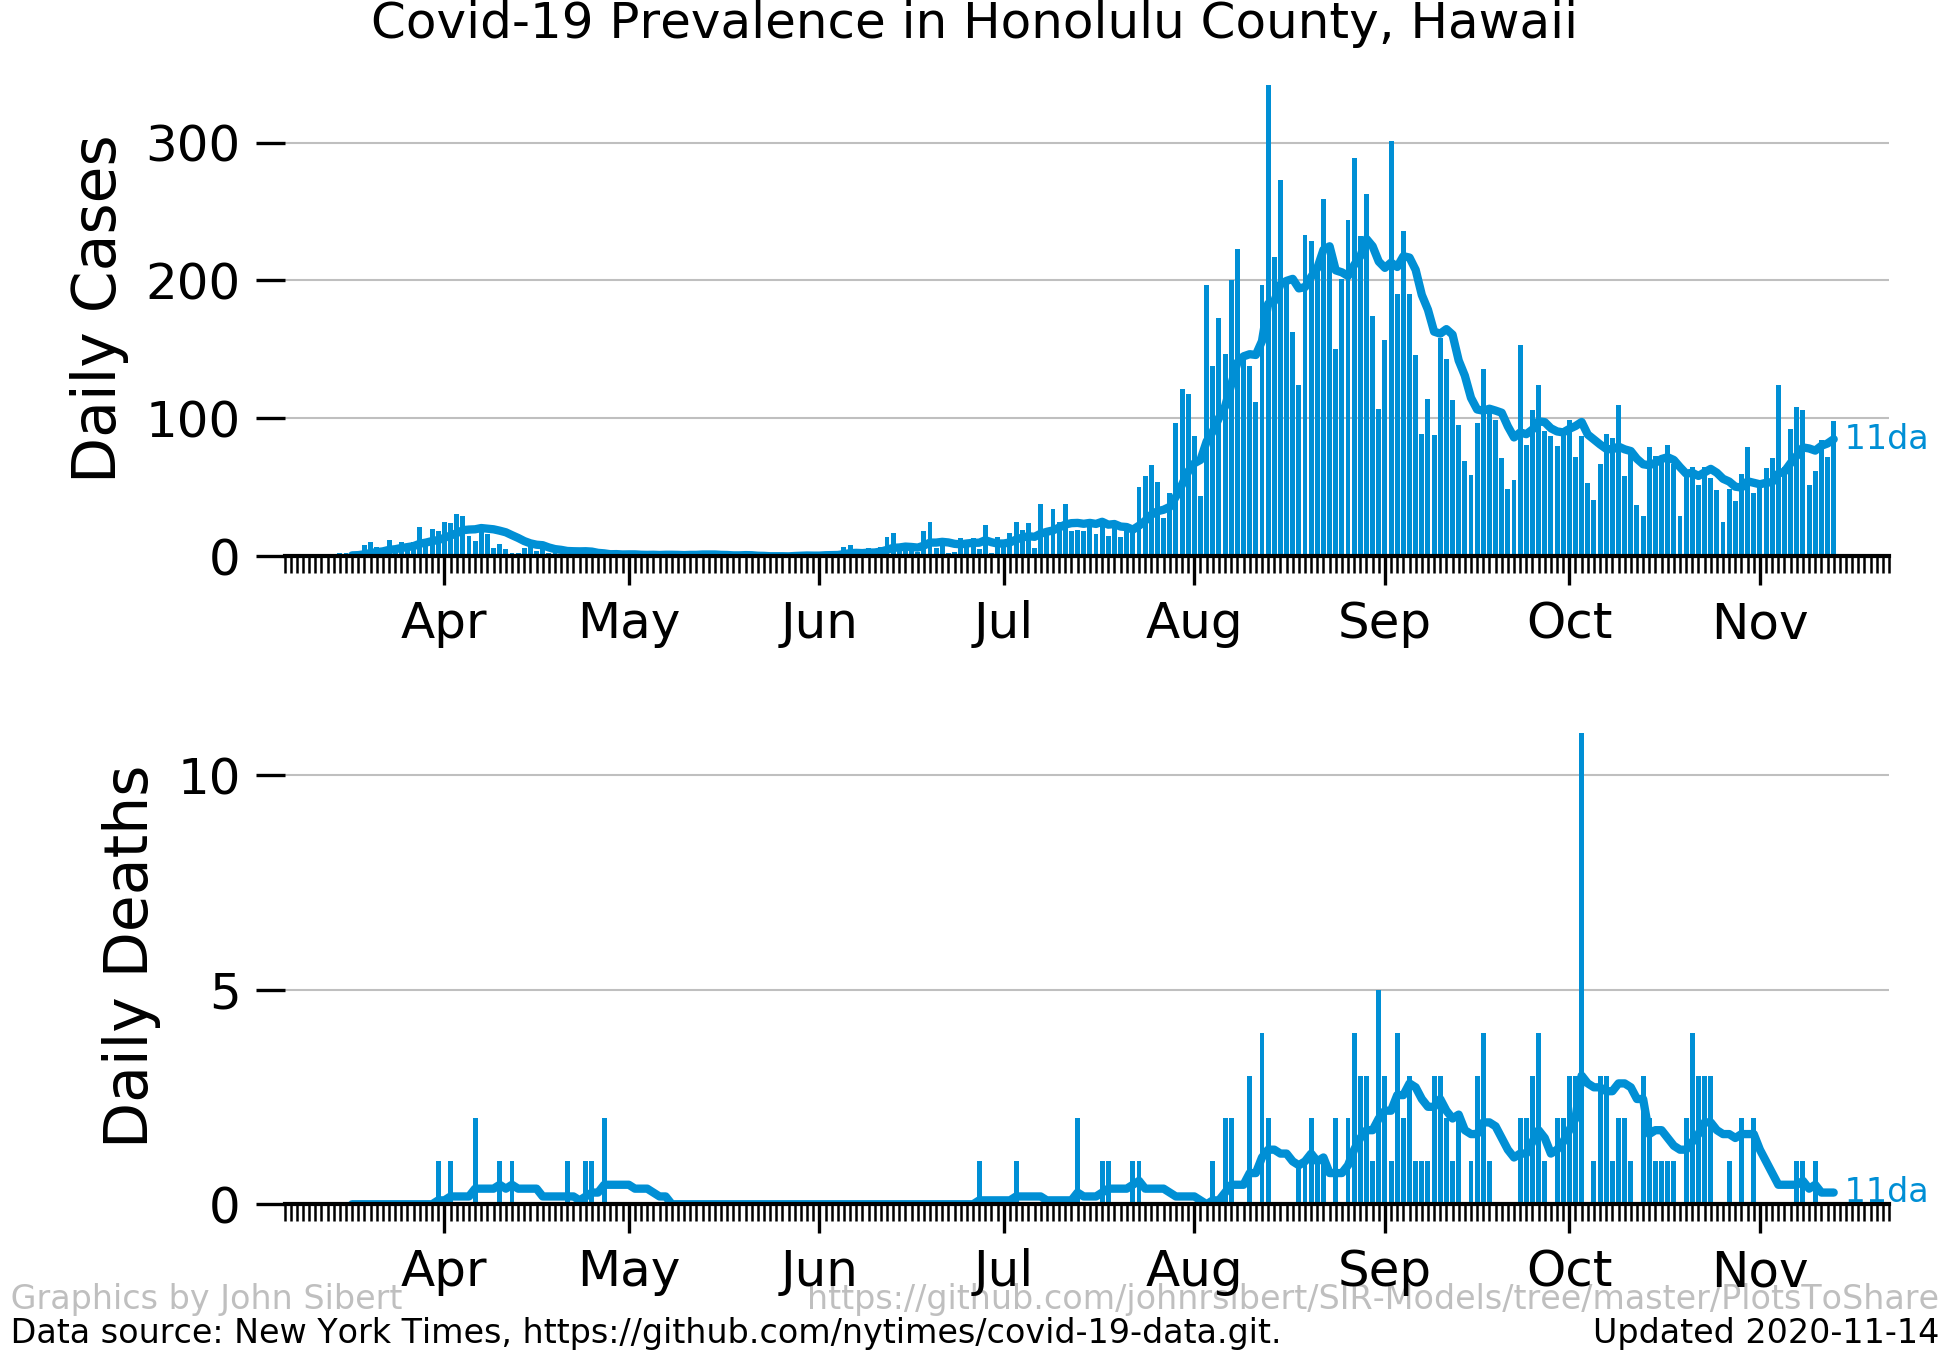 Covid-19 Prevalence in Honolulu County, Hawaii
Daily Cases
300
200
100
0
11da
Apr May Jun Jul Aug Sep Oct Nov
Daily Deaths
10
5
0
11da
Apr May Jun Jul Aug Sep Oct Nov
Graphics by John Sibert https://github.com/johnrsibert/SIR-Models/tree/master/PlotsToShare
Data source: New York Times, https://github.com/nytimes/covid-19-data.git. Updated 2020-11-14